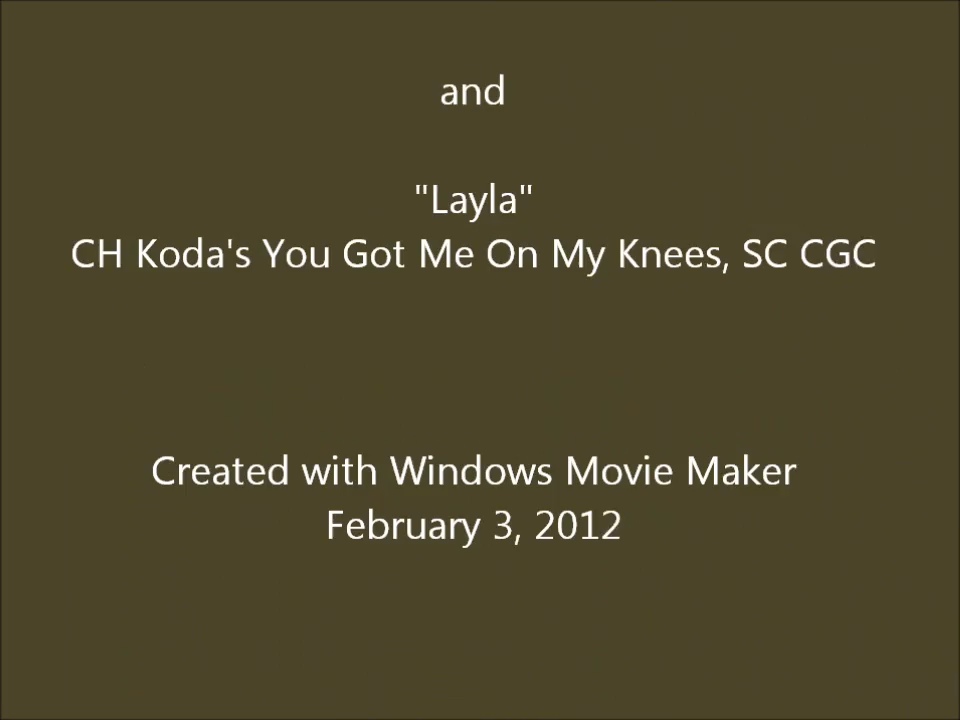 and
"Layla"
CH Koda's You Got Me On My Knees, SC CGC
Created with Windows Movie Maker
February 3, 2012